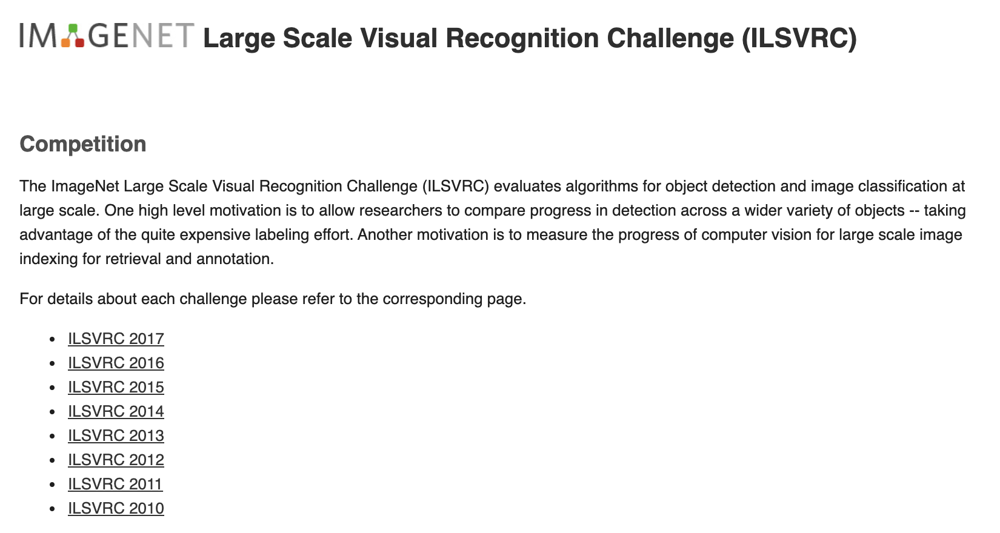 IMAGENET Large Scale Visual Recognition Challenge (ILSVRC)
Competition
The ImageNet Large Scale Visual Recognition Challenge (ILSVRC) evaluates algorithms for object detection and image classification at
large scale. One high level motivation is to allow researchers to compare progress in detection across a wider variety of objects -- taking
advantage of the quite expensive labeling effort. Another motivation is to measure the progress of computer vision for large scale image
indexing for retrieval and annotation.
For details about each challenge please refer to the corresponding page.
• ILSVRC 2017
• ILSVRC 2016
• ILSVRC 2015
• ILSVRC 2014
• ILSVRC 2013
• ILSVRC 2012
• ILSVRC 2011
• ILSVRC 2010